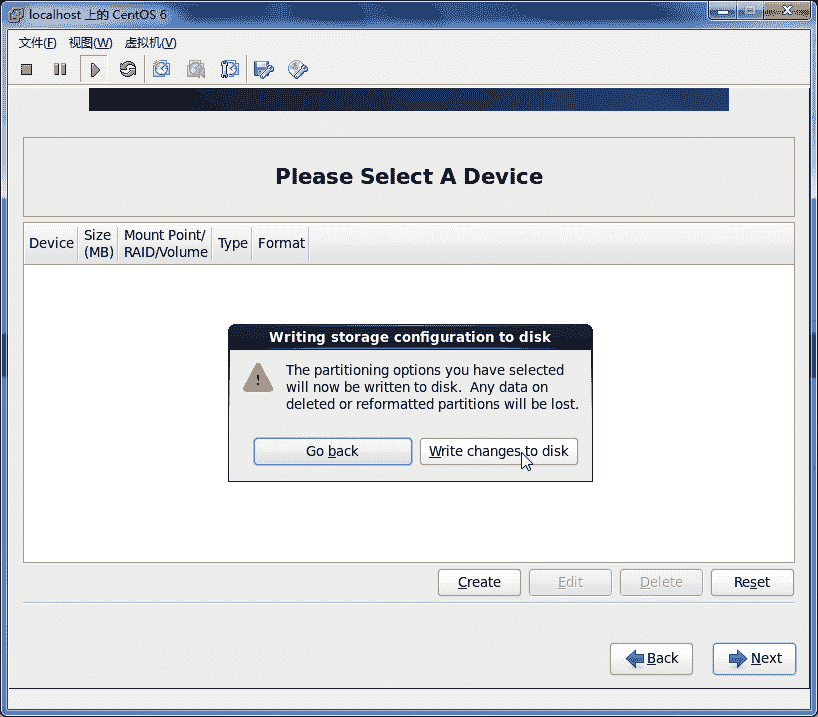 localhost 上的 CentOS 6
文件(F) 视图(W) 虚拟机(V)
Please Select A Device
Device Size (MB) Mount Point/ RAID/Volume Type Format
Writing storage configuration to disk
The partitioning options you have selected
will now be written to disk. Any data on
deleted or reformatted partitions will be lost.
Go back Write changes to disk
Create Edit Delete Reset
Back Next